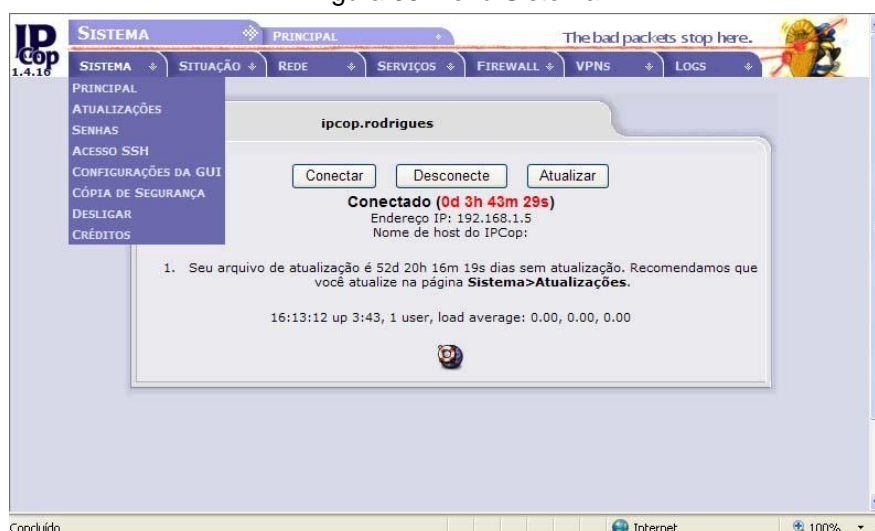 IP
Cop
1.4.16
SISTEMA
PRINCIPAL
The bad packets stop here.
SISTEMA
SITUAÇÃO
REDE
SERVIÇOS
FIREWALL
VPNS
LOGS
PRINCIPAL
ATUALIZAÇÕES
SENHAS
ACESSO SSH
CONFIGURAÇÕES DA GUI
CÓPIA DE SEGURANÇA
DESLIGAR
CRÉDITOS
ipcop.rodrigues
Conectar
Desconecte
Atualizar
Conectado (0d 3h 43m 29s)
Endereço IP: 192.168.1.5
Nome de host do IPCop:
1. Seu arquivo de atualização é 52d 20h 16m 19s dias sem atualização. Recomendamos que
você atualize na página Sistema>Atualizações.
16:13:12 up 3:43, 1 user, load average: 0.00, 0.00, 0.00
Concluído
Internet
100%